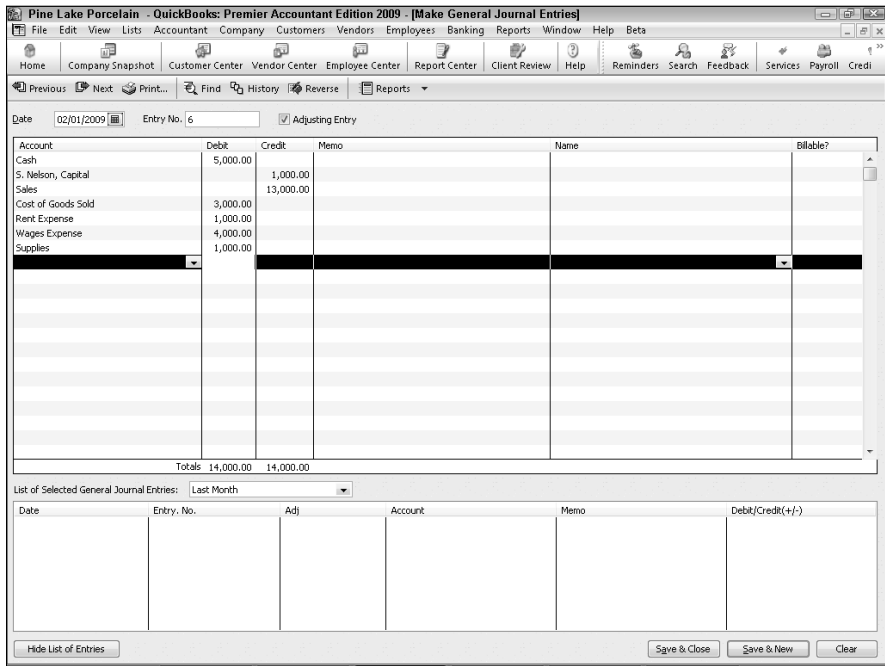 Pine Lake Porcelain - QuickBooks: Premier Accountant Edition 2009 - [Make General Journal Entries]
File Edit View Lists Accountant Company Customers Vendors Employees Banking Reports Window Help Beta
Home Company Snapshot Customer Center Vendor Center Employee Center Report Center Client Review Help Reminders Search Feedback Services Payroll Credi
Previous Next Print... Find History Reverse Reports
Date 02/01/2009 Entry No. 6 Adjusting Entry
Account Debit Credit Memo Name Billable?
Cash 5,000.00
S. Nelson, Capital 1,000.00
Sales 13,000.00
Cost of Goods Sold 3,000.00
Rent Expense 1,000.00
Wages Expense 4,000.00
Supplies 1,000.00
Totals 14,000.00 14,000.00
List of Selected General Journal Entries: Last Month
Date Entry. No. Adj Account Memo Debit/Credit(+/-)
Hide List of Entries Save & Close Save & New Clear